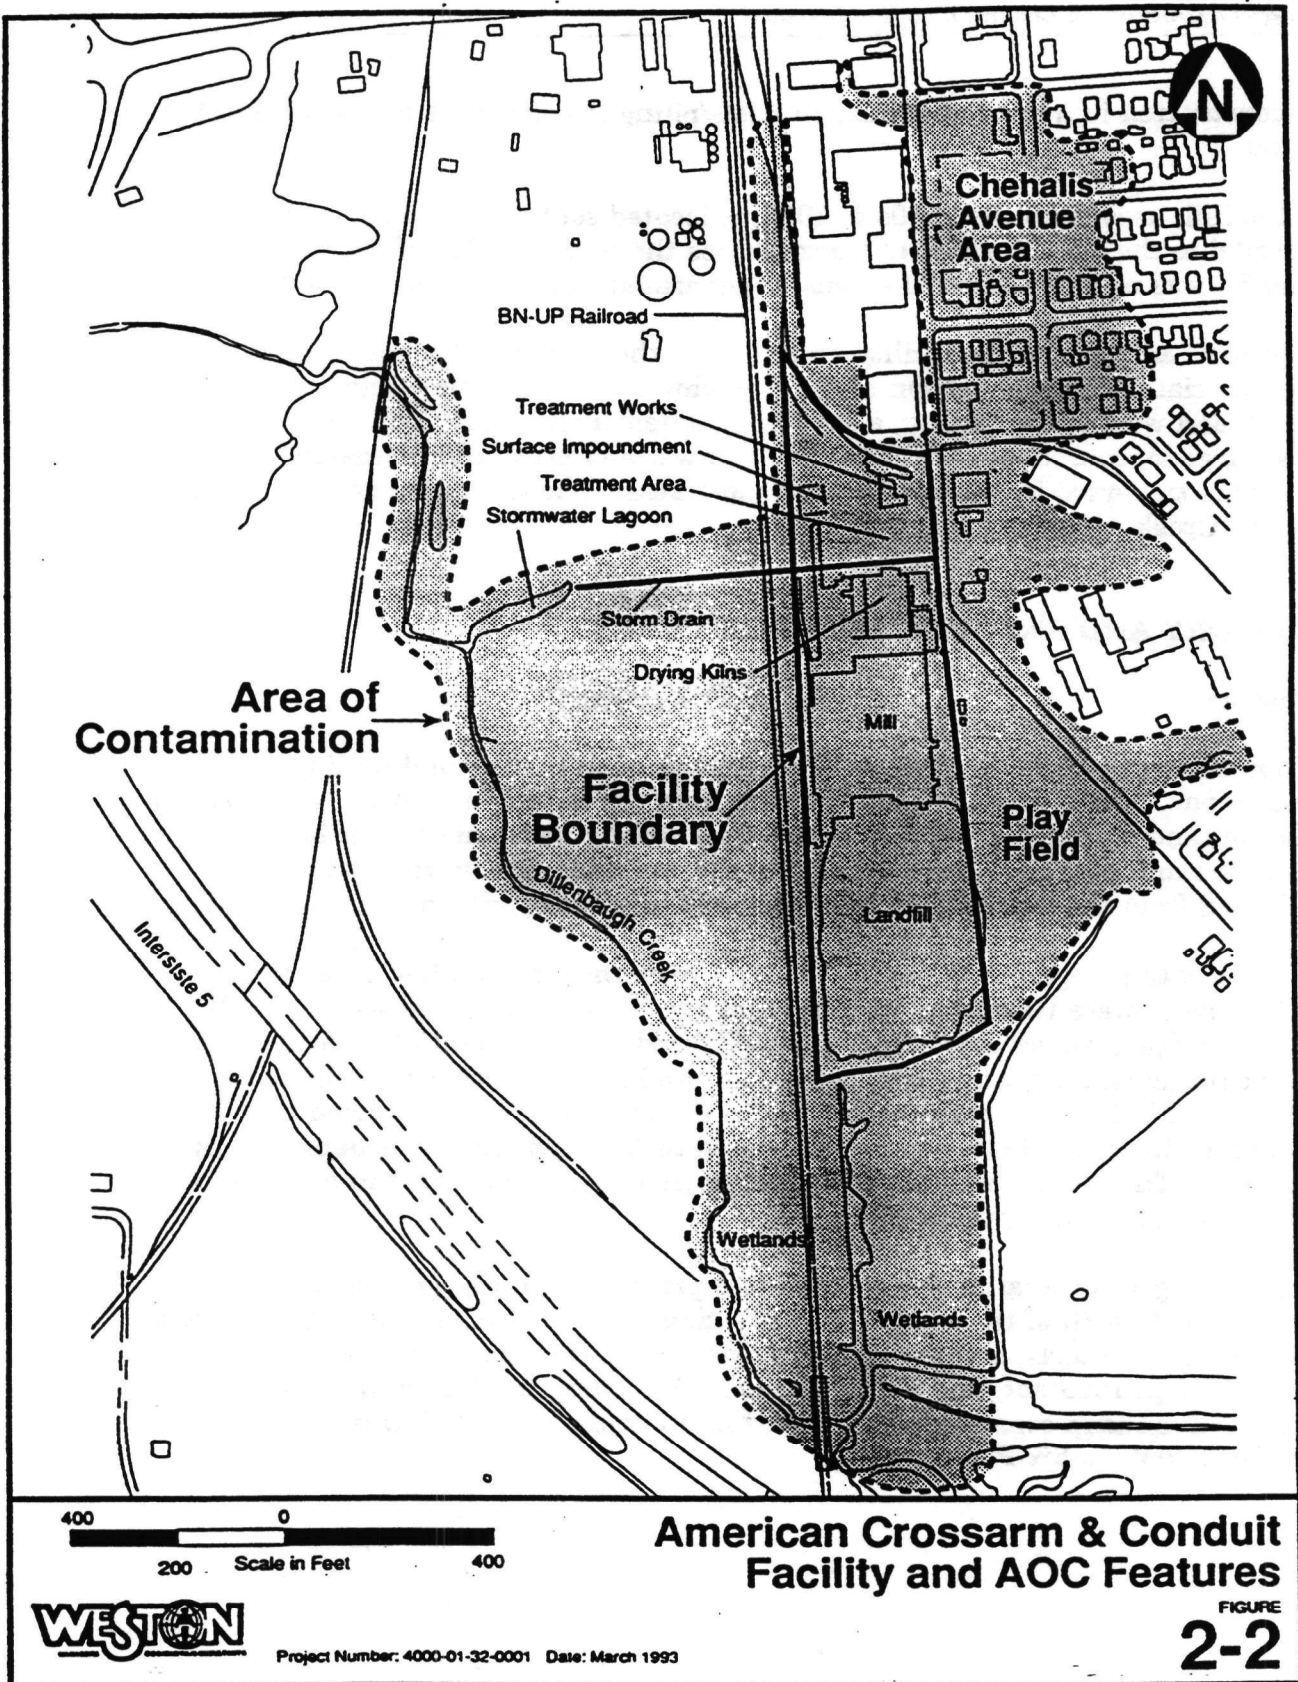 N
Chehalis
Avenue
Area
BN-UP Railroad
Treatment Works
Surface Impoundment
Treatment Area
Stormwater Lagoon
Storm Drain
Drying Kilns
Area of
Contamination
Mill
Facility
Boundary
Play
Field
Dillenbaugh Creek
Landfill
Interstste 5
Wetlands
Wetlands
400 0
200 Scale in Feet 400
American Crossarm & Conduit
Facility and AOC Features
FIGURE
2-2
WESTON
Project Number: 4000-01-32-0001 Date: March 1993